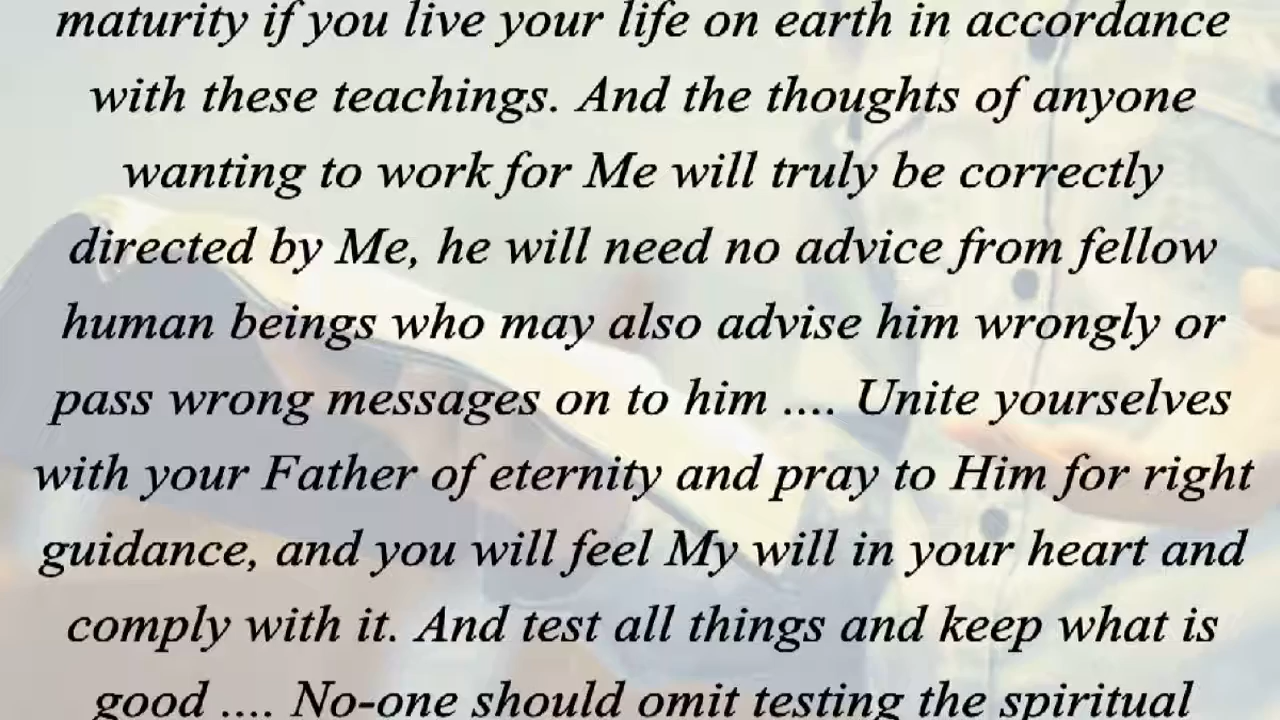 maturity if you live your life on earth in accordance
with these teachings. And the thoughts of anyone
wanting to work for Me will truly be correctly
directed by Me, he will need no advice from fellow
human beings who may also advise him wrongly or
pass wrong messages on to him .... Unite yourselves
with your Father of eternity and pray to Him for right
guidance, and you will feel My will in your heart and
comply with it. And test all things and keep what is
good .... No-one should omit testing the spiritual